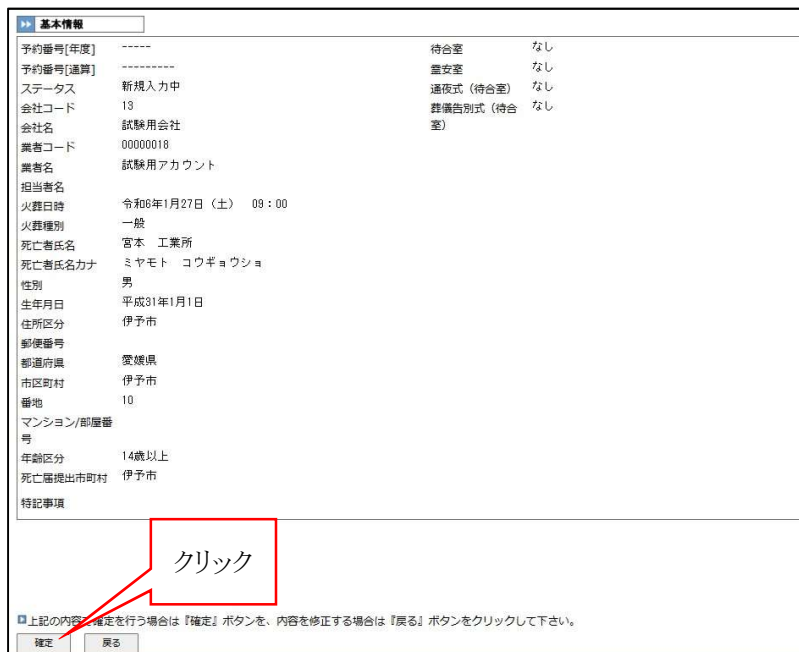 基本情報
予約番号[年度] -----
予約番号[通算] ---------
ステータス 新規入力中
会社コード 13
会社名 試験用会社
業者コード 00000018
業者名 試験用アカウント
担当者名
火葬日時 令和6年1月27日（土） 09：00
火葬種別 一般
死亡者氏名 宮本 工業所
死亡者氏名カナ ミヤモト コウギョウショ
性別 男
生年月日 平成31年1月1日
住所区分 伊予市
郵便番号
都道府県 愛媛県
市区町村 伊予市
番地 10
マンション/部屋番
号
年齢区分 14歳以上
死亡届提出市町村 伊予市
特記事項
待合室 なし
霊安室 なし
通夜式（待合室） なし
葬儀告別式（待合 なし
室）
クリック
上記の内容で確定を行う場合は『確定』ボタンを、内容を修正する場合は『戻る』ボタンをクリックして下さい。
確定 戻る